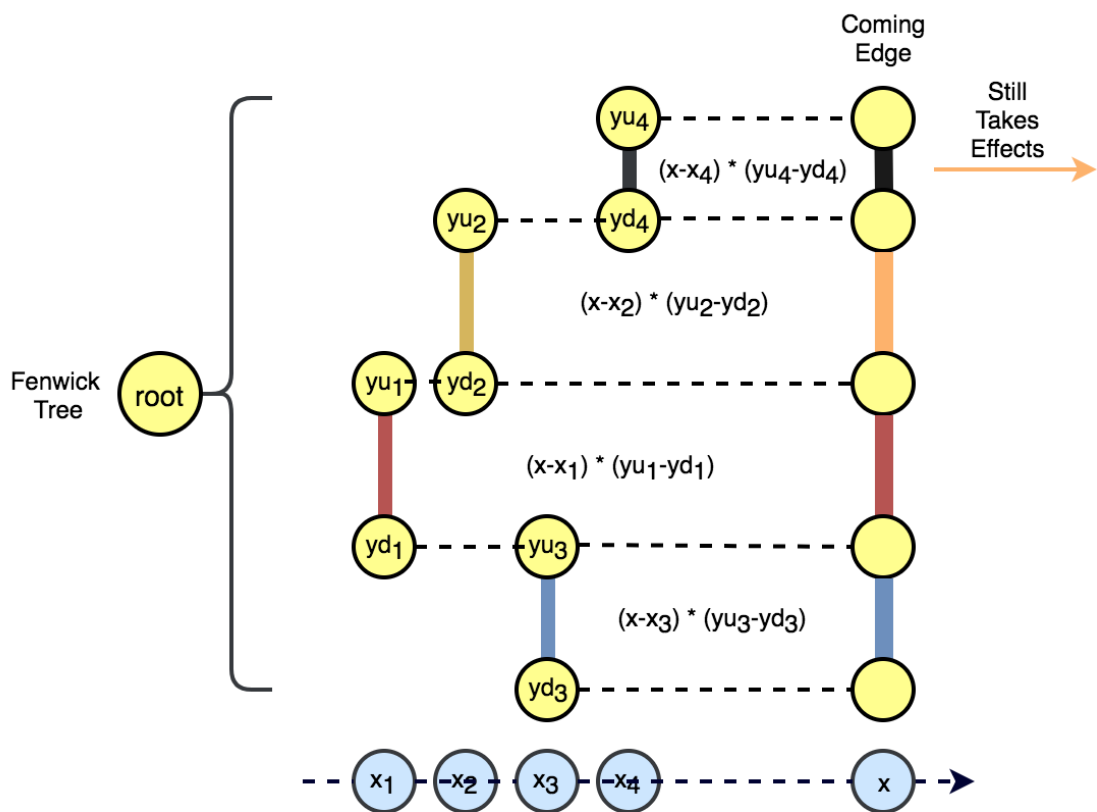 Coming
Edge
Still
Takes
Effects
yu4
(x-x4) * (yu4-yd4)
yu2
yd4
(x-x2) * (yu2-yd2)
Fenwick
Tree
root
yu1
yd2
(x-x1) * (yu1-yd1)
yd1
yu3
(x-x3) * (yu3-yd3)
yd3
x1
x2
x3
x4
x